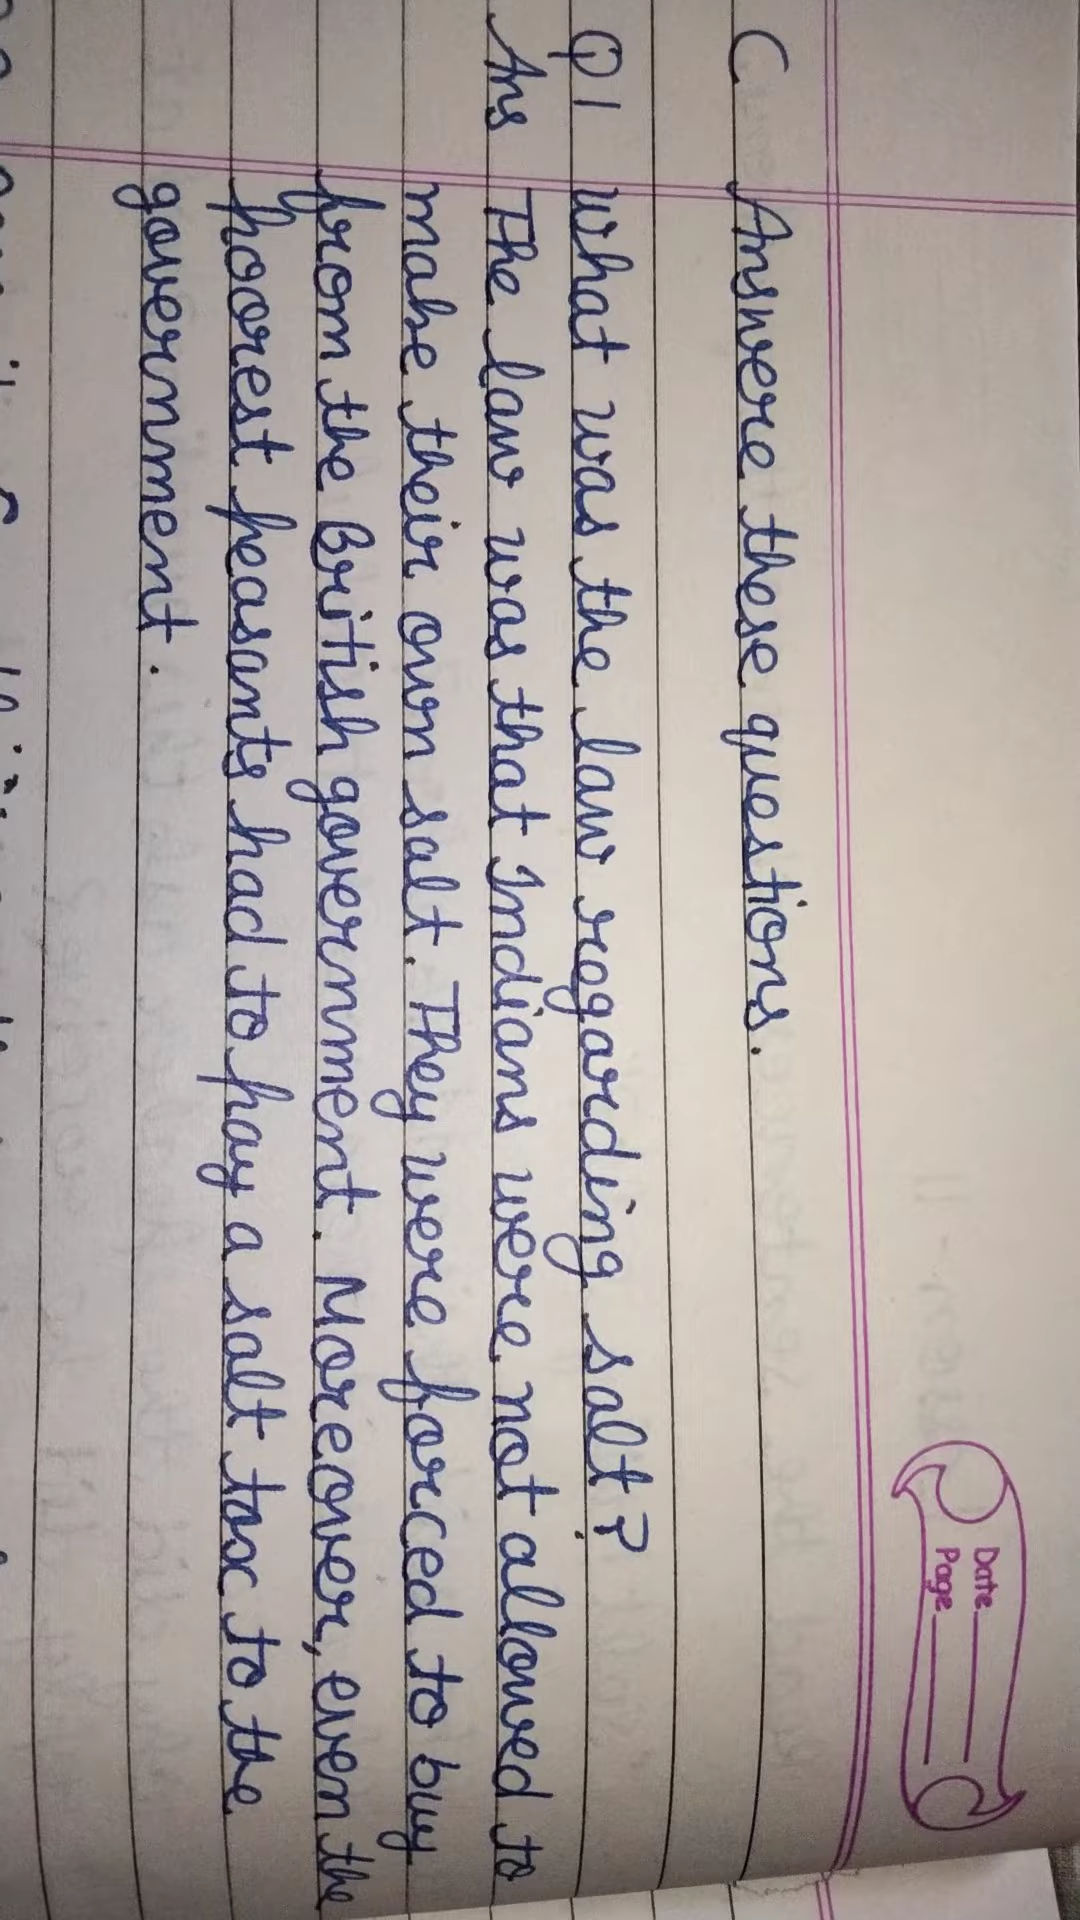 Date
Page
C Answere these questions.
Q1 what was the law rogarding salt?
Ans The law was that Indians were not allowed to
make their own salt. They were forced to buy
from the British government. Moreover, even the
poorest peasants had to pay a salt tax to the
government.